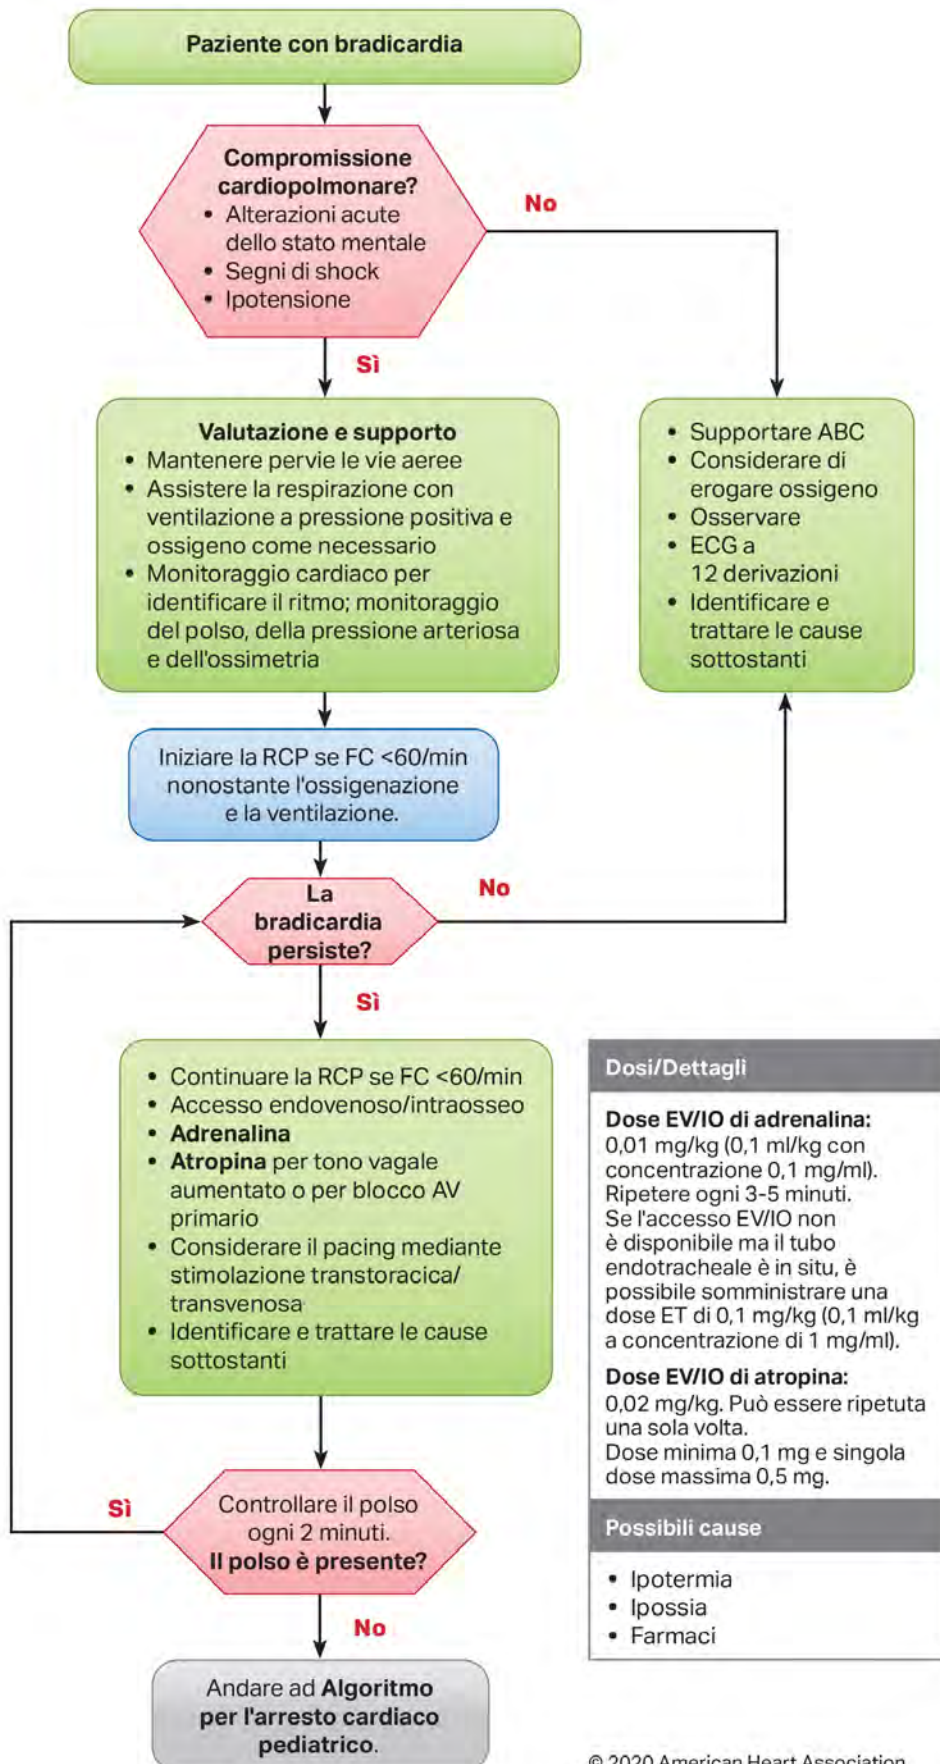 Paziente con bradicardia
Compromissione
cardiopolmonare?
• Alterazioni acute
dello stato mentale
• Segni di shock
• Ipotensione
No
Sì
Valutazione e supporto
• Mantenere pervie le vie aeree
• Assistere la respirazione con
ventilazione a pressione positiva e
ossigeno come necessario
• Monitoraggio cardiaco per
identificare il ritmo; monitoraggio
del polso, della pressione arteriosa
e dell'ossimetria
• Supportare ABC
• Considerare di
erogare ossigeno
• Osservare
• ECG a
12 derivazioni
• Identificare e
trattare le cause
sottostanti
Iniziare la RCP se FC <60/min
nonostante l'ossigenazione
e la ventilazione.
La
bradicardia
persiste?
No
Sì
• Continuare la RCP se FC <60/min
• Accesso endovenoso/intraosseo
• Adrenalina
• Atropina per tono vagale
aumentato o per blocco AV
primario
• Considerare il pacing mediante
stimolazione transtoracica/
transvenosa
• Identificare e trattare le cause
sottostanti
Controllare il polso
ogni 2 minuti.
Il polso è presente?
Sì
No
Andare ad Algoritmo
per l'arresto cardiaco
pediatrico.
Dosi/Dettagli
Dose EV/IO di adrenalina:
0,01 mg/kg (0,1 ml/kg con
concentrazione 0,1 mg/ml).
Ripetere ogni 3-5 minuti.
Se l'accesso EV/IO non
è disponibile ma il tubo
endotracheale è in situ, è
possibile somministrare una
dose ET di 0,1 mg/kg (0,1 ml/kg
a concentrazione di 1 mg/ml).
Dose EV/IO di atropina:
0,02 mg/kg. Può essere ripetuta
una sola volta.
Dose minima 0,1 mg e singola
dose massima 0,5 mg.
Possibili cause
• Ipotermia
• Ipossia
• Farmaci
© 2020 American Heart Association